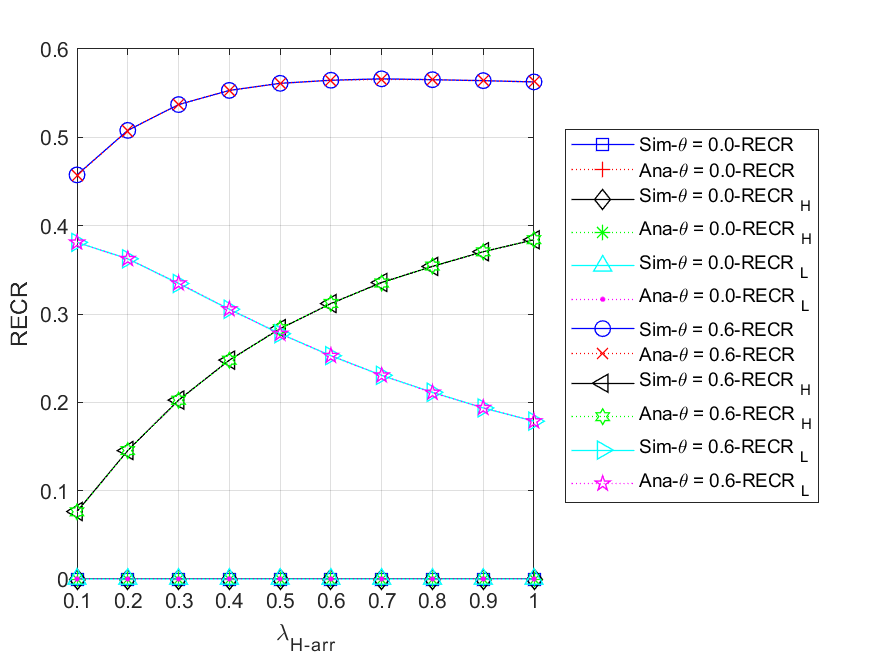 0.6
0.5
0.4
0.3
0.2
0.1
0
RECR
0.1 0.2 0.3 0.4 0.5 0.6 0.7 0.8 0.9 1
λH-arr
Sim-θ = 0.0-RECR
Ana-θ = 0.0-RECR
Sim-θ = 0.0-RECR H
Ana-θ = 0.0-RECR H
Sim-θ = 0.0-RECR L
Ana-θ = 0.0-RECR L
Sim-θ = 0.6-RECR
Ana-θ = 0.6-RECR
Sim-θ = 0.6-RECR H
Ana-θ = 0.6-RECR H
Sim-θ = 0.6-RECR L
Ana-θ = 0.6-RECR L